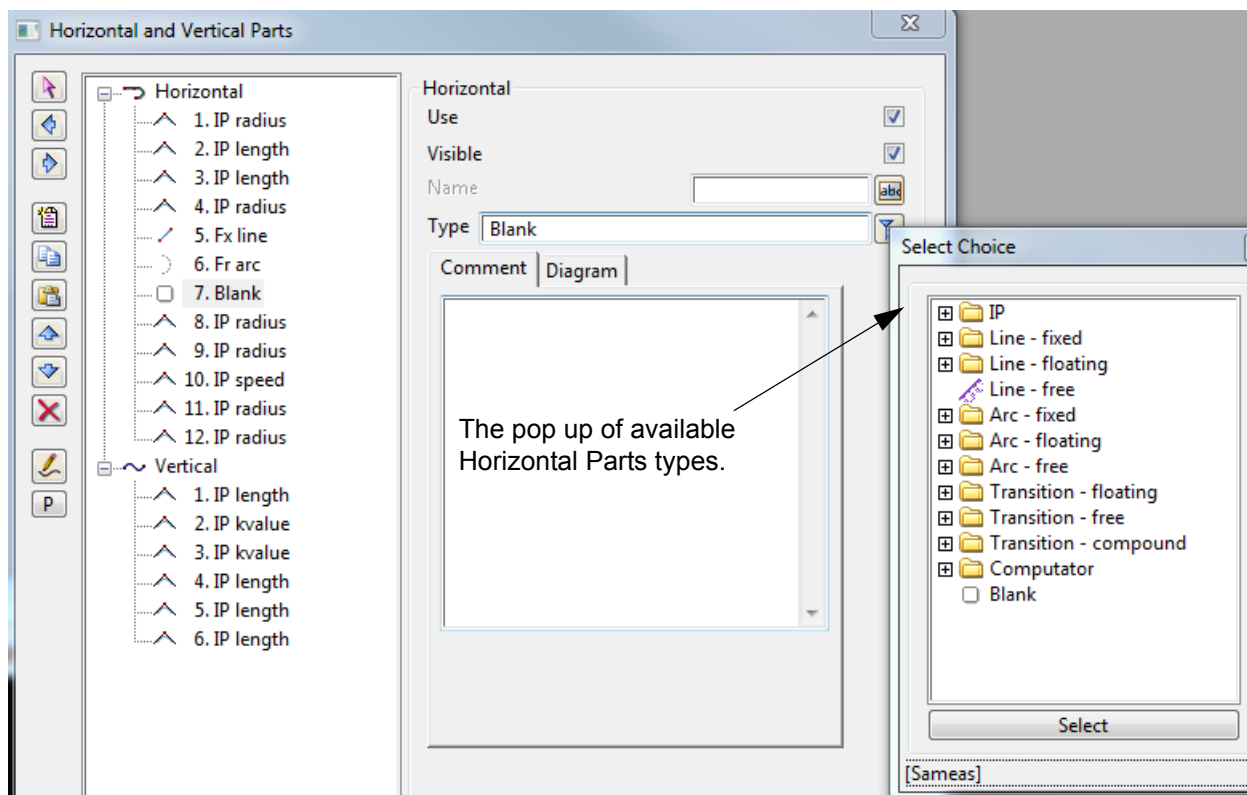 Horizontal and Vertical Parts
Horizontal
1. IP radius
2. IP length
3. IP length
4. IP radius
5. Fx line
6. Fr arc
7. Blank
8. IP radius
9. IP radius
10. IP speed
11. IP radius
12. IP radius
Vertical
1. IP length
2. IP kvalue
3. IP kvalue
4. IP length
5. IP length
6. IP length
P
Horizontal
Use
Visible
Name
abc
Type Blank
Comment Diagram
The pop up of available
Horizontal Parts types.
Select Choice
IP
Line - fixed
Line - floating
Line - free
Arc - fixed
Arc - floating
Arc - free
Transition - floating
Transition - free
Transition - compound
Computator
Blank
Select
[Sameas]